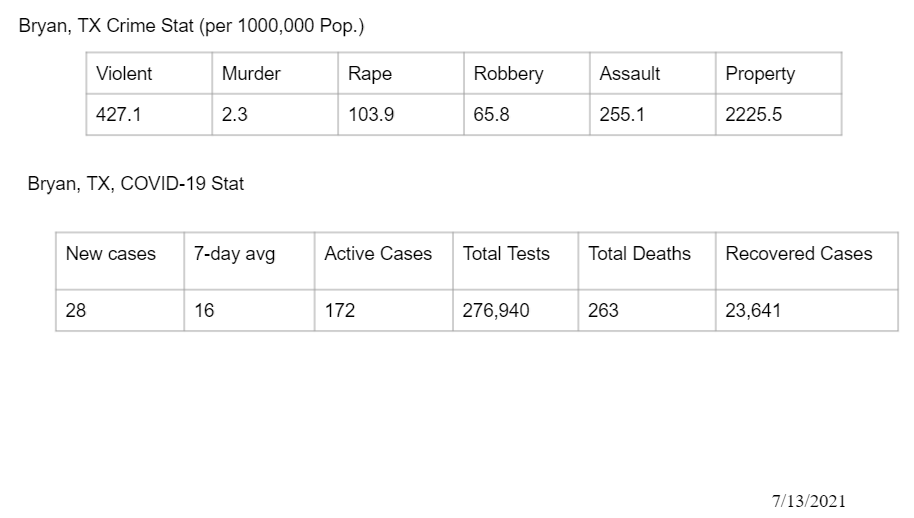 Bryan, TX Crime Stat (per 1000,000 Pop.)
Violent Murder Rape Robbery Assault Property
427.1 2.3 103.9 65.8 255.1 2225.5
Bryan, TX, COVID-19 Stat
New cases 7-day avg Active Cases Total Tests Total Deaths Recovered Cases
28 16 172 276,940 263 23,641
7/13/2021